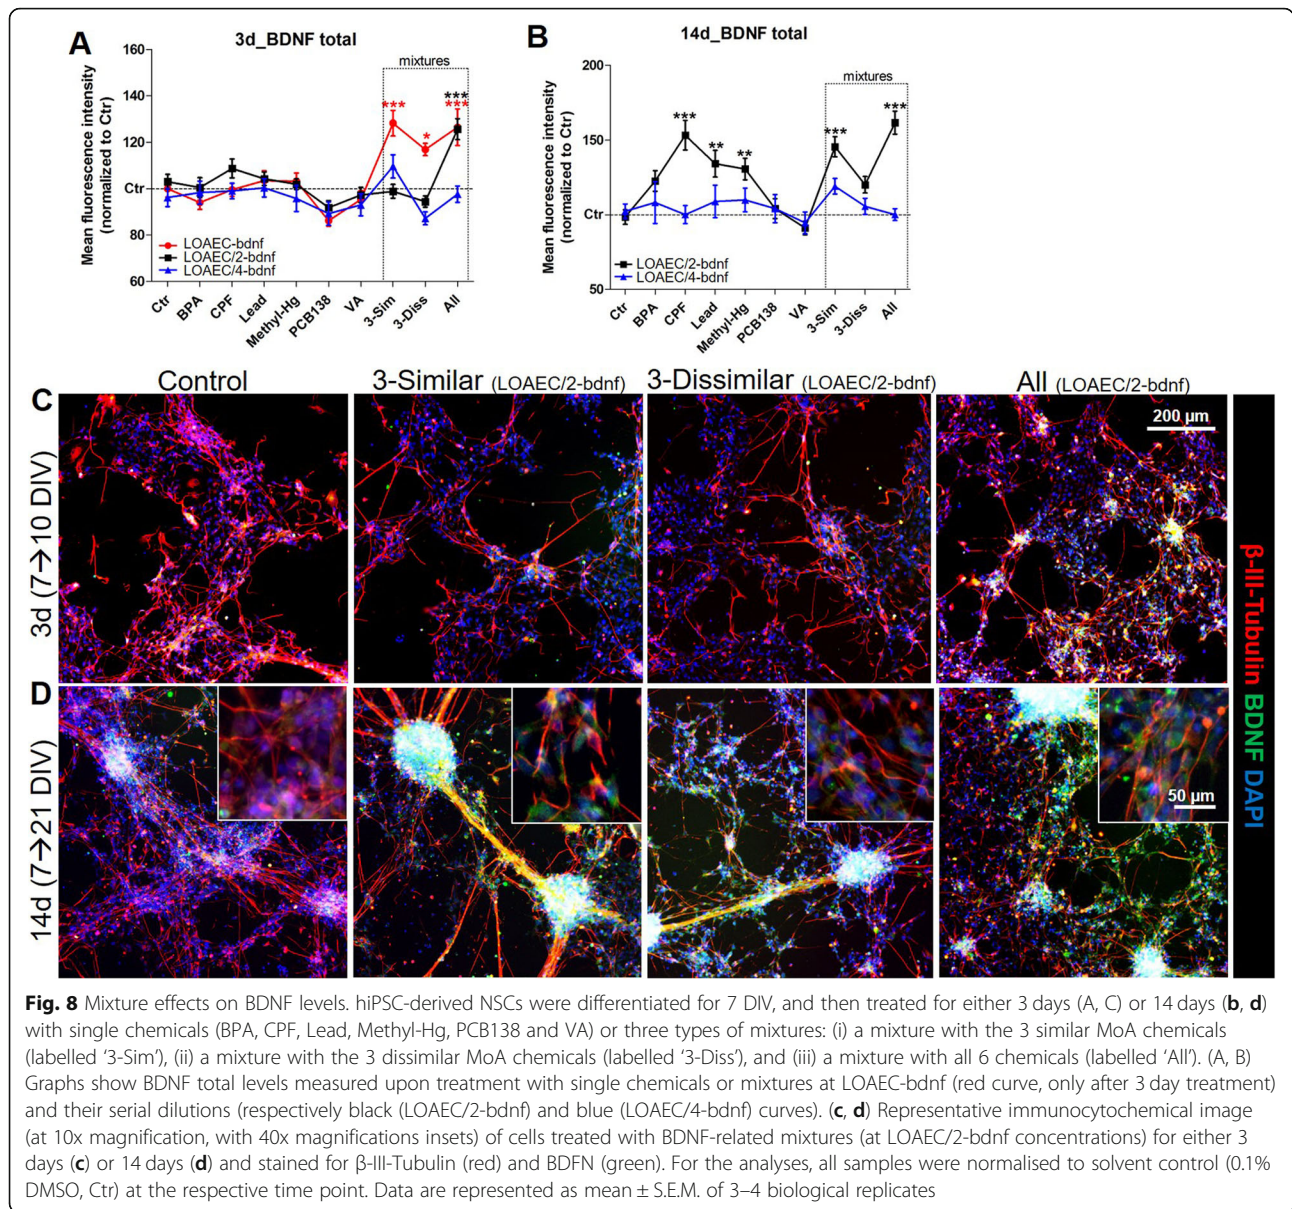 A
3d_BDNF total
Mean fluorescence intensity
(normalized to Ctr)
160
140
120
Ctr
80
60
mixtures
***
***
*
***
LOAEC-bdnf
LOAEC/2-bdnf
LOAEC/4-bdnf
Ctr
BPA
CPF
Lead
Methyl-Hg
PCB138
VA
3-Sim
3-Diss
All
B
14d_BDNF total
Mean fluorescence intensity
(normalized to Ctr)
200
150
Ctr
50
mixtures
***
**
**
***
***
LOAEC/2-bdnf
LOAEC/4-bdnf
Ctr
BPA
CPF
Lead
Methyl-Hg
PCB138
VA
3-Sim
3-Diss
All
Control
3-Similar (LOAEC/2-bdnf)
3-Dissimilar (LOAEC/2-bdnf)
All (LOAEC/2-bdnf)
C
3d (7→10 DIV)
200 µm
D
14d (7→21 DIV)
50 µm
β-III-Tubulin BDNF DAPI
Fig. 8 Mixture effects on BDNF levels. hiPSC-derived NSCs were differentiated for 7 DIV, and then treated for either 3 days (A, C) or 14 days (b, d)
with single chemicals (BPA, CPF, Lead, Methyl-Hg, PCB138 and VA) or three types of mixtures: (i) a mixture with the 3 similar MoA chemicals
(labelled ‘3-Sim’), (ii) a mixture with the 3 dissimilar MoA chemicals (labelled ‘3-Diss’), and (iii) a mixture with all 6 chemicals (labelled ‘All’). (A, B)
Graphs show BDNF total levels measured upon treatment with single chemicals or mixtures at LOAEC-bdnf (red curve, only after 3 day treatment)
and their serial dilutions (respectively black (LOAEC/2-bdnf) and blue (LOAEC/4-bdnf) curves). (c, d) Representative immunocytochemical image
(at 10x magnification, with 40x magnifications insets) of cells treated with BDNF-related mixtures (at LOAEC/2-bdnf concentrations) for either 3
days (c) or 14 days (d) and stained for β-III-Tubulin (red) and BDFN (green). For the analyses, all samples were normalised to solvent control (0.1%
DMSO, Ctr) at the respective time point. Data are represented as mean ± S.E.M. of 3–4 biological replicates